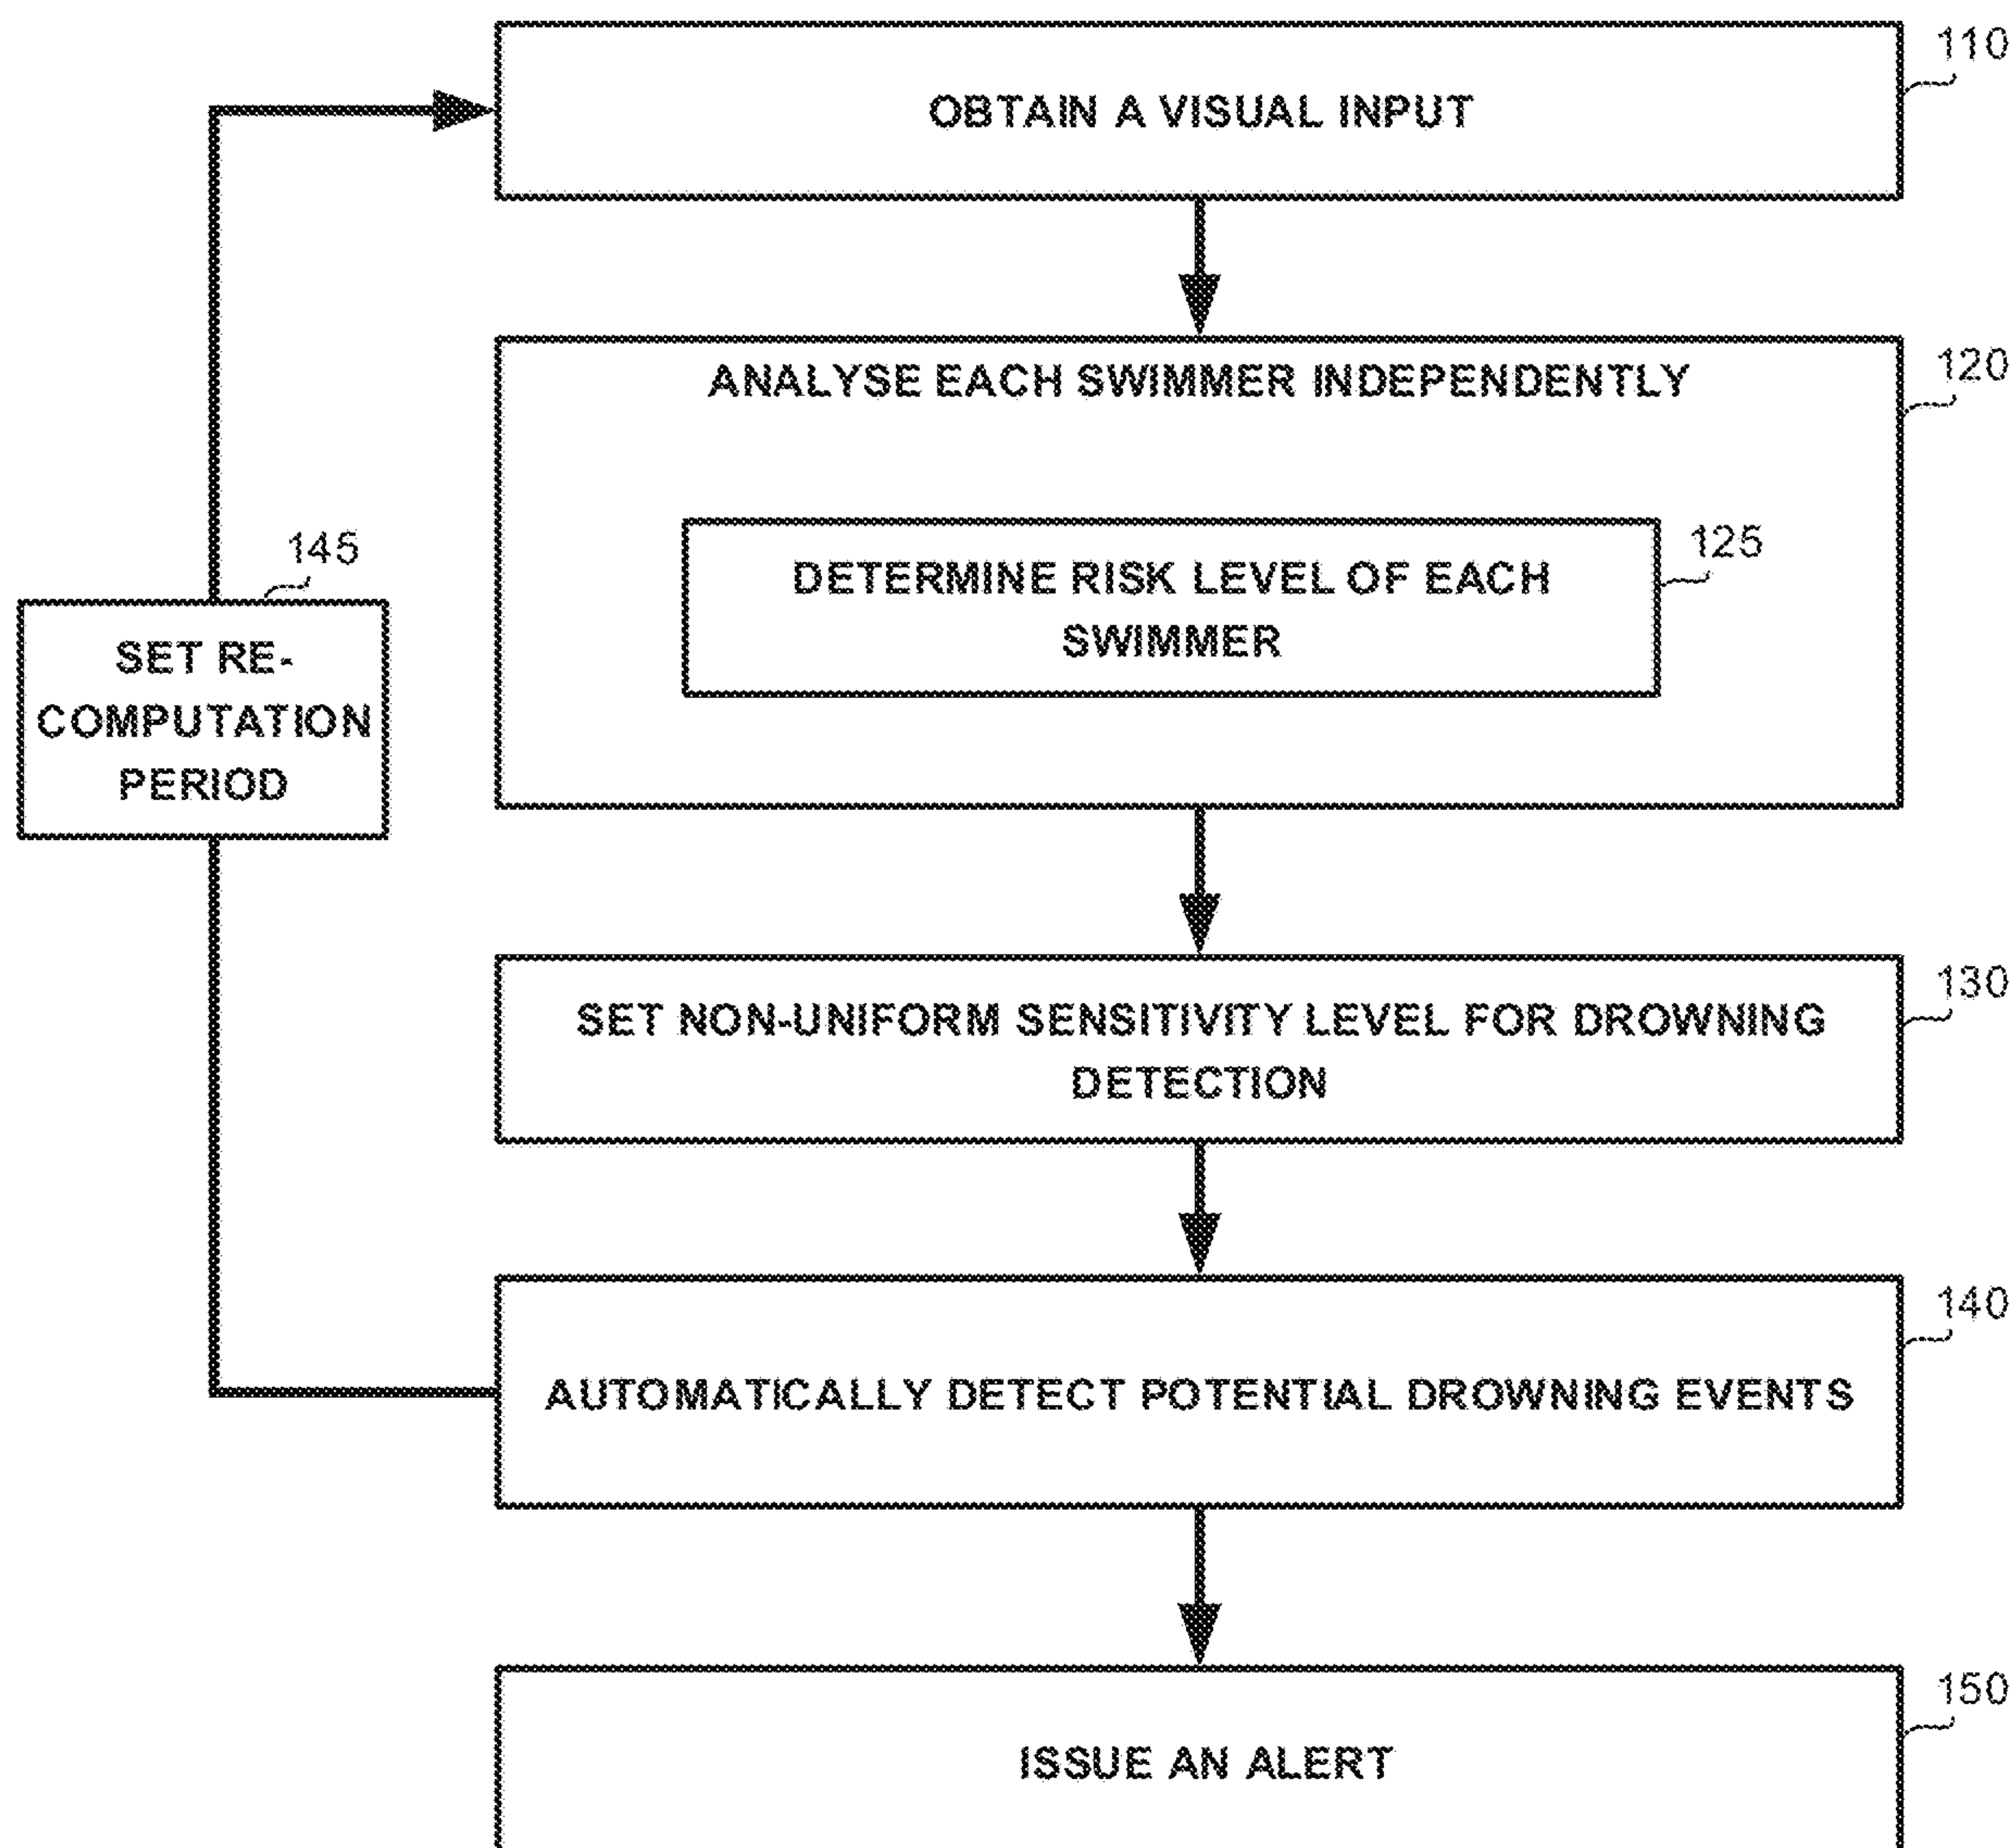 110
OBTAIN A VISUAL INPUT
120
ANALYSE EACH SWIMMER INDEPENDENTLY
125
DETERMINE RISK LEVEL OF EACH
SWIMMER
145
SET RE-
COMPUTATION
PERIOD
130
SET NON-UNIFORM SENSITIVITY LEVEL FOR DROWNING
DETECTION
140
AUTOMATICALLY DETECT POTENTIAL DROWNING EVENTS
150
ISSUE AN ALERT